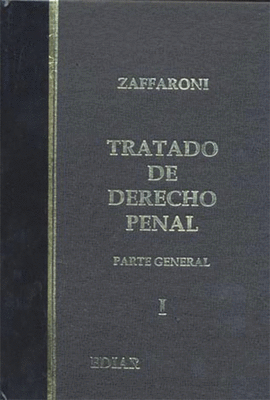 ZAFFARONI
TRATADO
DE
DERECHO
PENAL
PARTE GENERAL
I
EDIAR